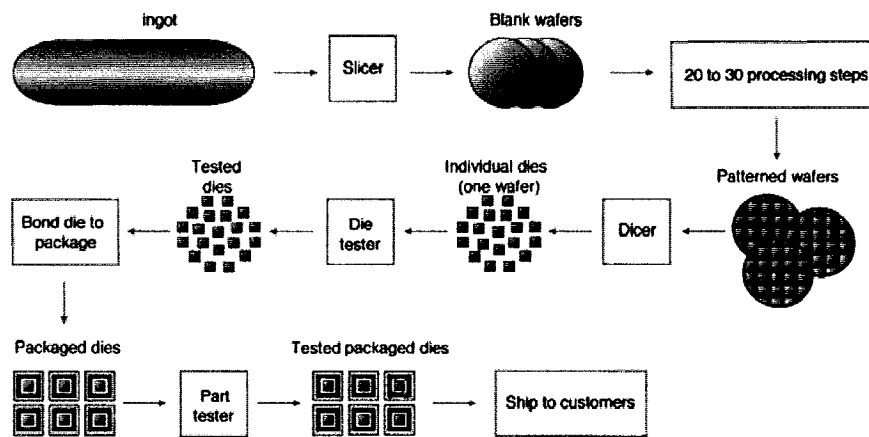 ingot
Slicer
Blank wafers
20 to 30 processing steps
Patterned wafers
Dicer
Individual dies
(one wafer)
Die
tester
Tested
dies
Bond die to
package
Packaged dies
Part
tester
Tested packaged dies
Ship to customers